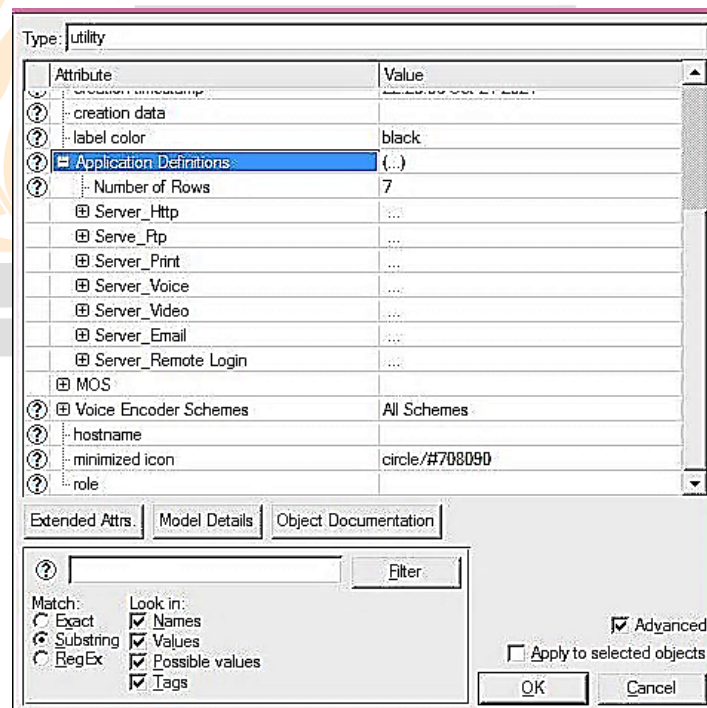 Type: utility
Attribute Value
creation timestamp
creation data
label color black
Application Definitions (...)
Number of Rows 7
Server_Http ...
Serve_Ftp ...
Server_Print ...
Server_Voice ...
Server_Video ...
Server_Email ...
Server_Remote Login ...
MOS
Voice Encoder Schemes All Schemes
hostname
minimized icon circle/#708090
role
Extended Attrs. Model Details Object Documentation
Filter
Match: Look in:
Exact Names
Substring Values
RegEx Possible values
Tags
Advanced
Apply to selected objects
OK Cancel